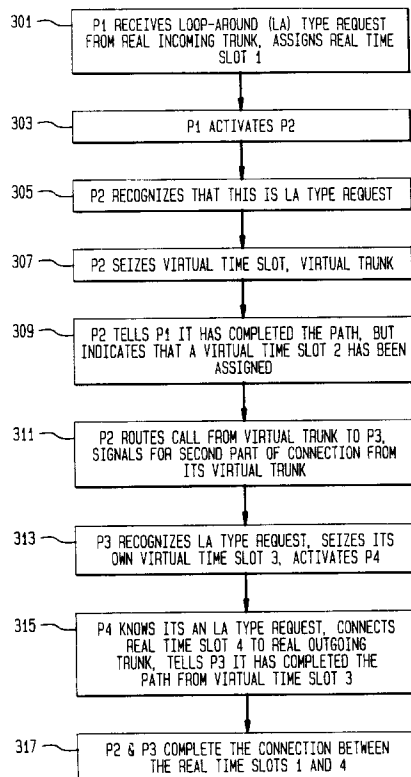 301
P1 RECEIVES LOOP-AROUND (LA) TYPE REQUEST
FROM REAL INCOMING TRUNK, ASSIGNS REAL TIME
SLOT 1
303
P1 ACTIVATES P2
305
P2 RECOGNIZES THAT THIS IS LA TYPE REQUEST
307
P2 SEIZES VIRTUAL TIME SLOT, VIRTUAL TRUNK
309
P2 TELLS P1 IT HAS COMPLETED THE PATH, BUT
INDICATES THAT A VIRTUAL TIME SLOT 2 HAS BEEN
ASSIGNED
311
P2 ROUTES CALL FROM VIRTUAL TRUNK TO P3,
SIGNALS FOR SECOND PART OF CONNECTION FROM
ITS VIRTUAL TRUNK
313
P3 RECOGNIZES LA TYPE REQUEST, SEIZES ITS
OWN VIRTUAL TIME SLOT 3, ACTIVATES P4
315
P4 KNOWS ITS AN LA TYPE REQUEST, CONNECTS
REAL TIME SLOT 4 TO REAL OUTGOING
TRUNK, TELLS P3 IT HAS COMPLETED THE
PATH FROM VIRTUAL TIME SLOT 3
317
P2 & P3 COMPLETE THE CONNECTION BETWEEN
THE REAL TIME SLOTS 1 AND 4